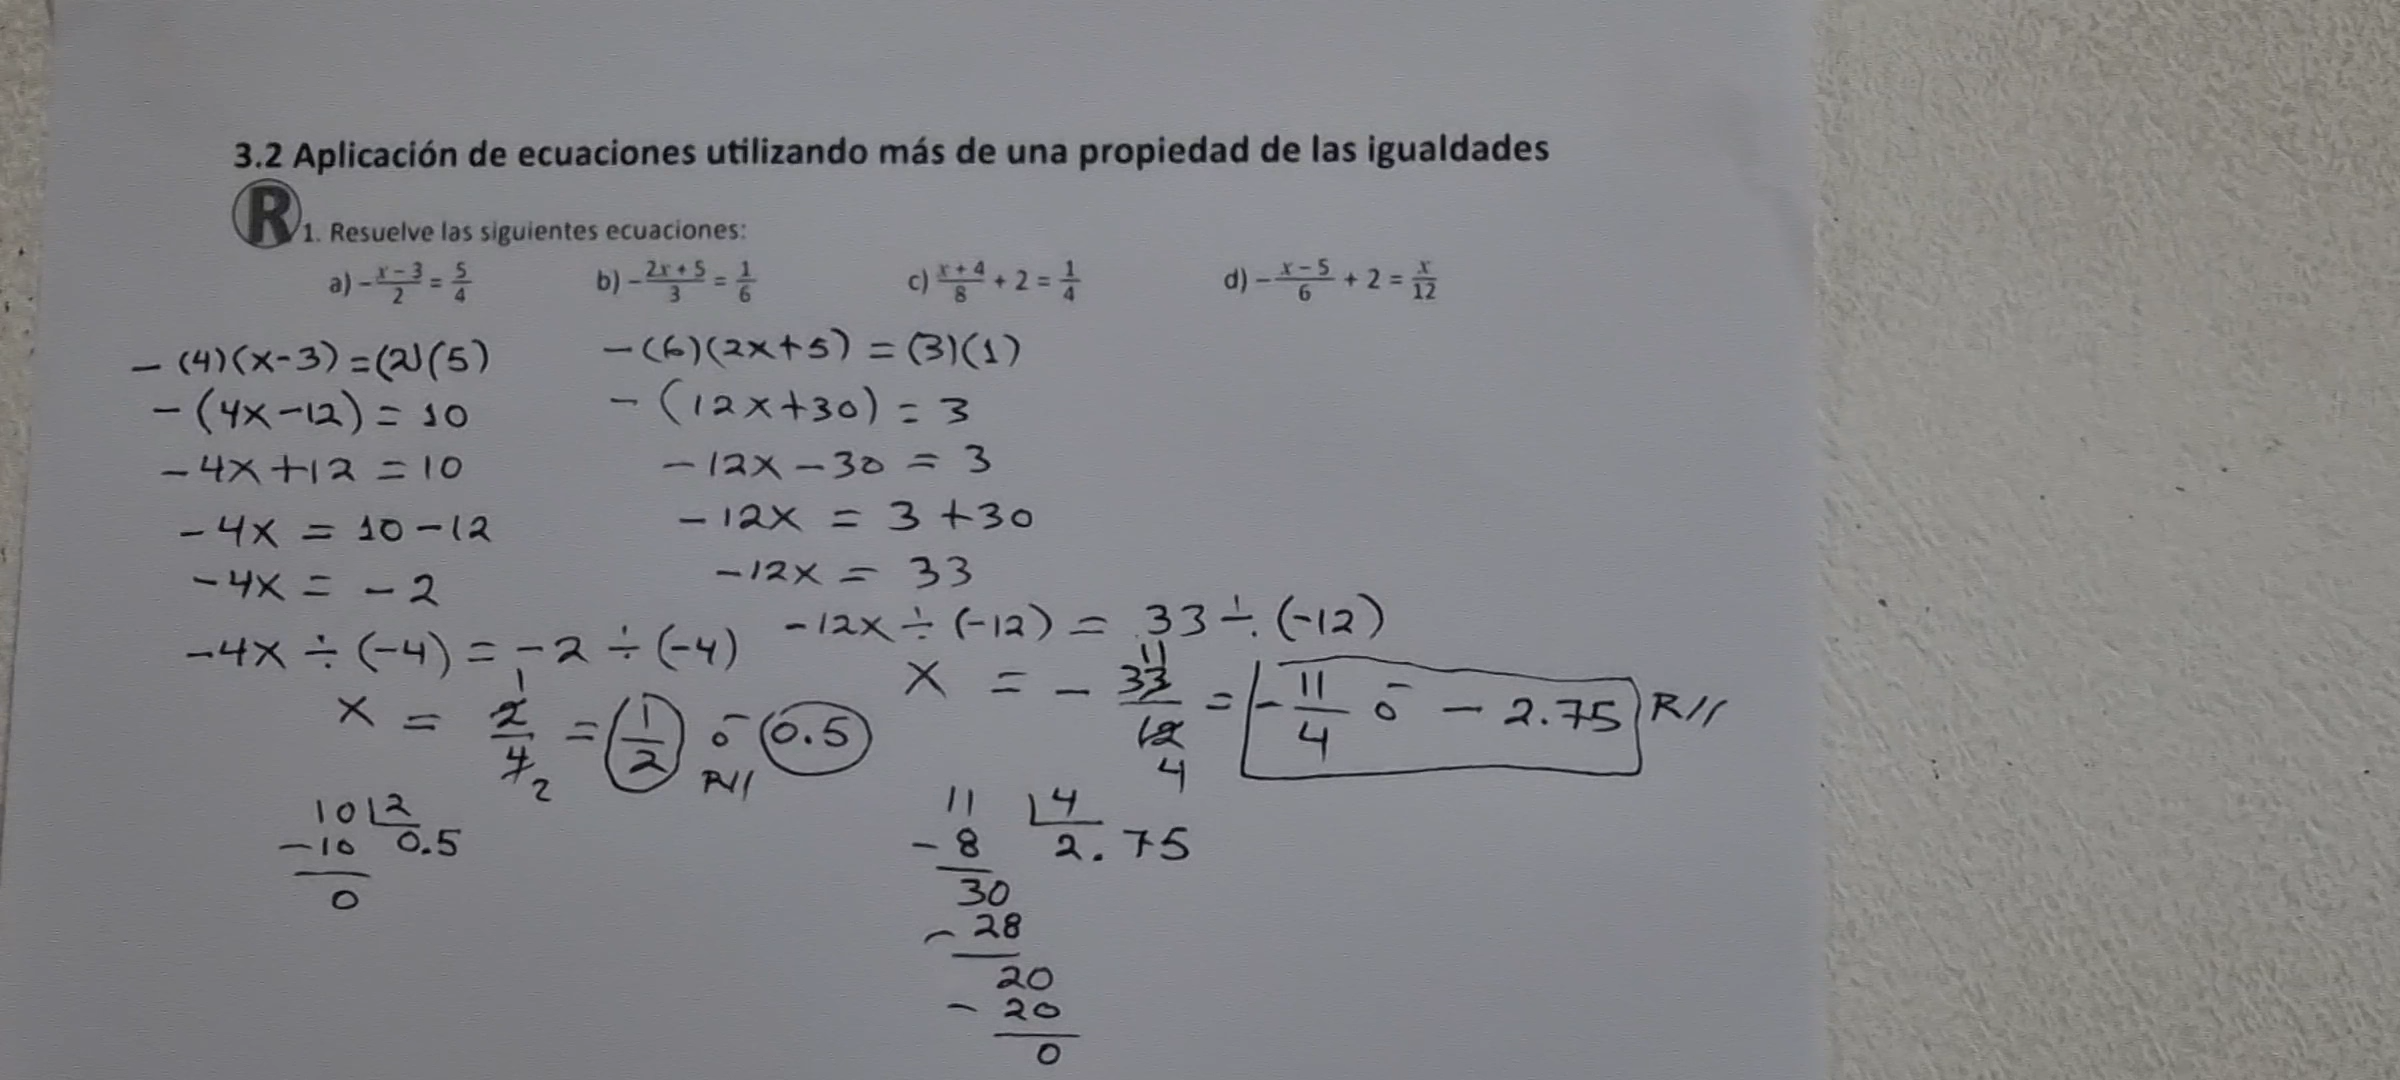 3.2 Aplicación de ecuaciones utilizando más de una propiedad de las igualdades
R 1. Resuelve las siguientes ecuaciones:
a) -(x - 3)/2 = 5/4
b) -(2x + 5)/3 = 1/6
c) (x + 4)/8 + 2 = 1/4
d) -(x - 5)/6 + 2 = x/12
- (4)(x-3) = (2)(5)
- (4x-12) = 10
-4x+12 = 10
-4x = 10-12
-4x = -2
-4x ÷ (-4) = -2 ÷ (-4)
1
x = 2/4 = 1/2 ó 0.5
2
R//
10 2
-10 0.5
0
-(6)(2x+5) = (3)(1)
- (12x+30) = 3
-12x-30 = 3
-12x = 3+30
-12x = 33
-12x ÷ (-12) = 33 ÷ (-12)
11
x = - 33/12 = - 11/4 ó - 2.75 R//
4
11 4
- 8 2.75
30
- 28
20
- 20
0